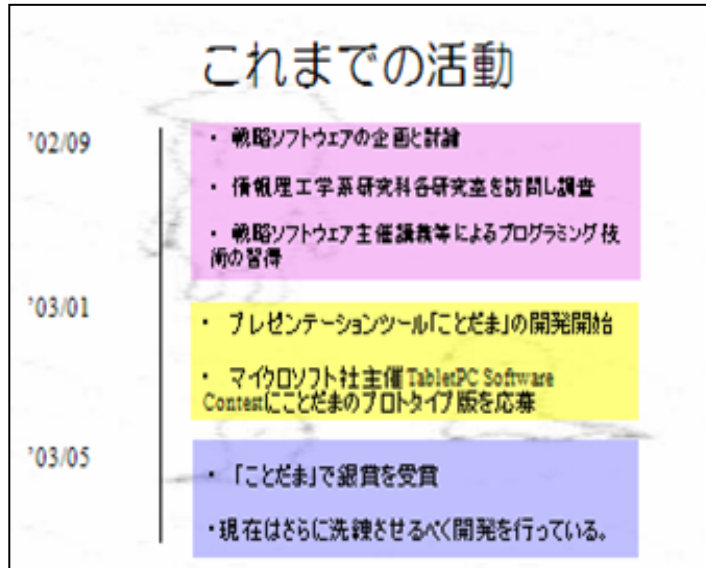 これまでの活動
'02/09
・ 戦略ソフトウェアの企画と討論
・ 情報理工学系研究科各研究室を訪問し調査
・ 戦略ソフトウェア主催講義等によるプログラミング技
術の習得
'03/01
・ プレゼンテーションツール「ことだま」の開発開始
・ マイクロソフト社主催 TabletPC Software
Contestにことだまのプロトタイプ版を応募
'03/05
・ 「ことだま」で銀賞を受賞
・現在はさらに洗練させるべく開発を行っている。